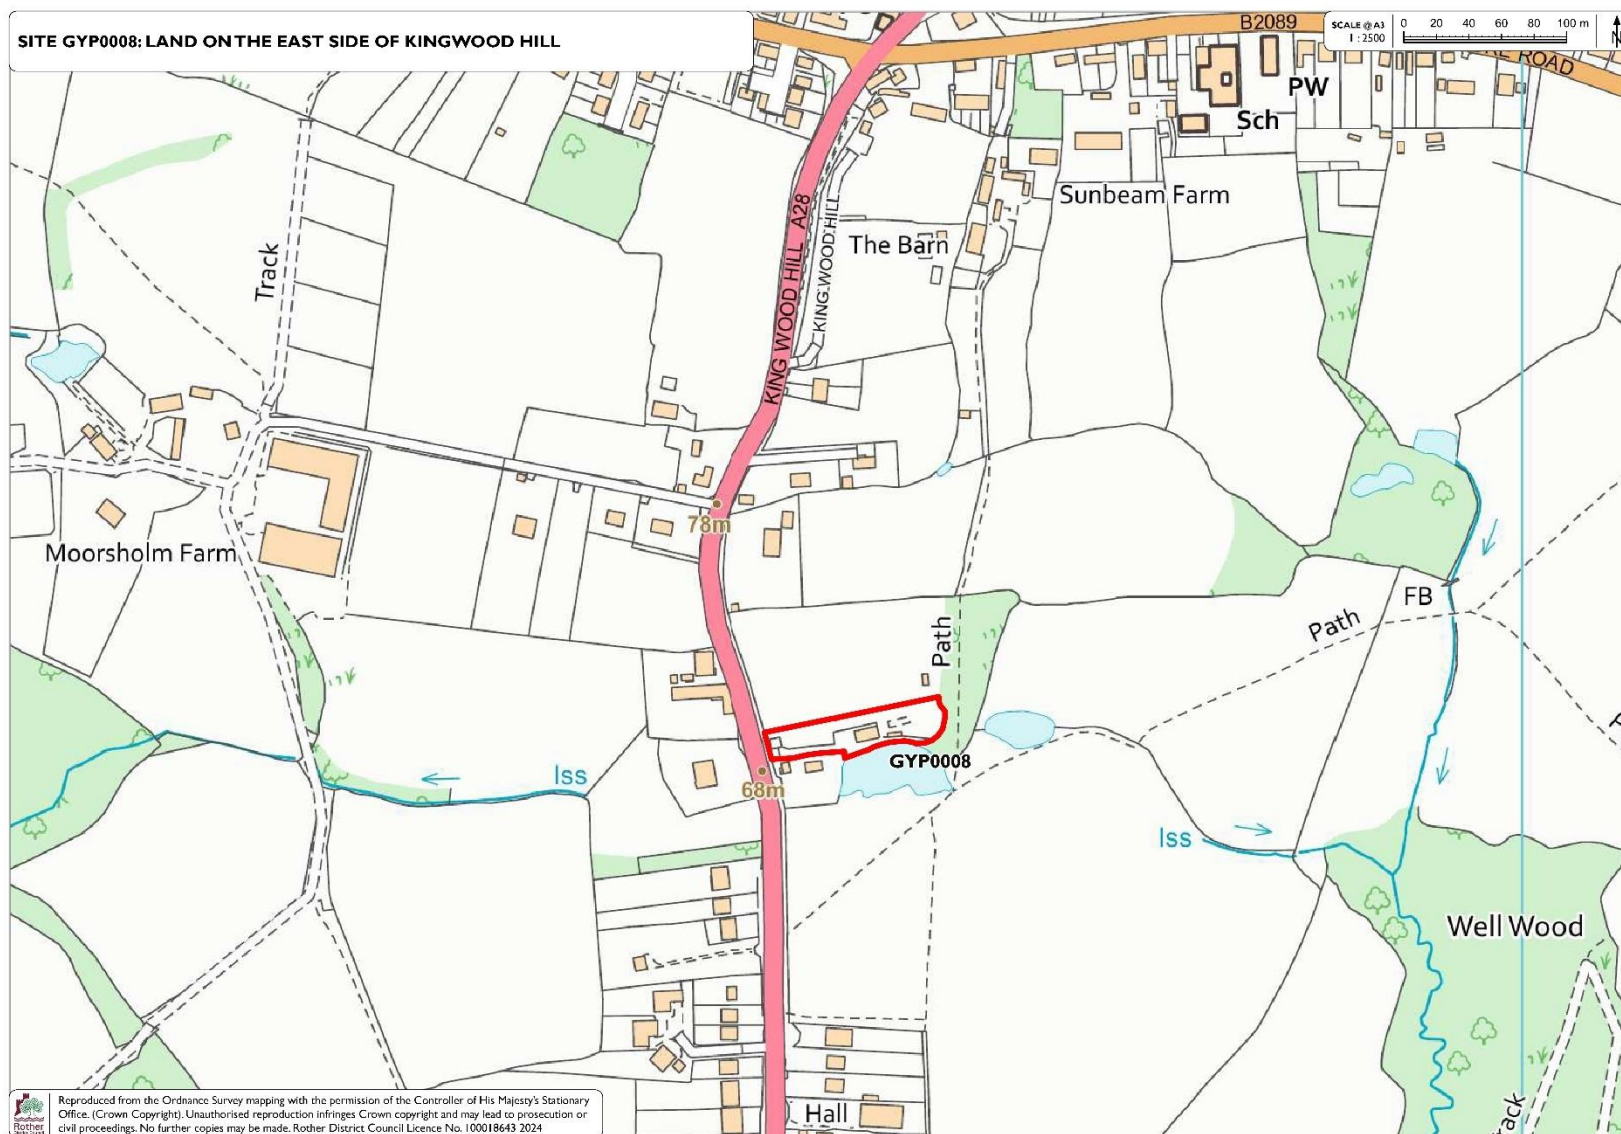 SITE GYP0008: LAND ON THE EAST SIDE OF KINGWOOD HILL
B2089
SCALE @ A3
1 : 2500
0 20 40 60 80 100 m
N
ROAD
PW
Sch
Sunbeam Farm
KING WOOD HILL A28
KING WOOD HILL
The Barn
Track
78m
Moorsholm Farm
FB
Path
Path
GYP0008
68m
Iss
Iss
Well Wood
Hall
Rother
Reproduced from the Ordnance Survey mapping with the permission of the Controller of His Majesty's Stationary
Office. (Crown Copyright). Unauthorised reproduction infringes Crown copyright and may lead to prosecution or
civil proceedings. No further copies may be made. Rother District Council Licence No. 100018643 2024